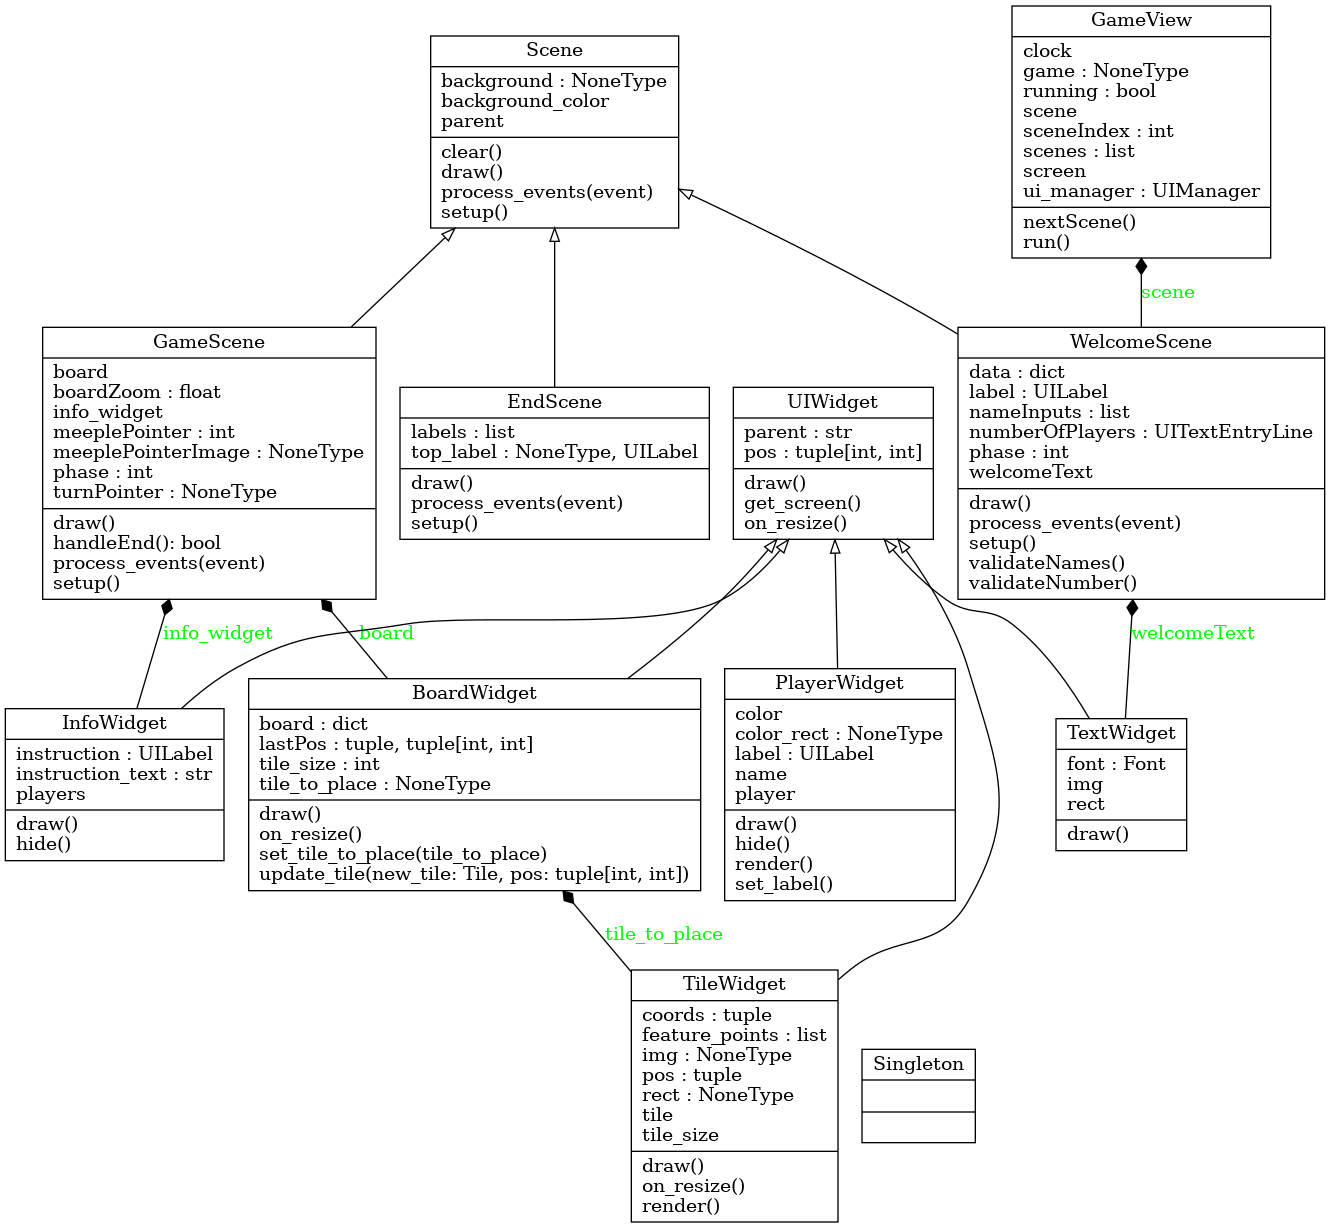 GameView
clock
game : NoneType
running : bool
scene
sceneIndex : int
scenes : list
screen
ui_manager : UIManager
nextScene()
run()
Scene
background : NoneType
background_color
parent
clear()
draw()
process_events(event)
setup()
scene
GameScene
board
boardZoom : float
info_widget
meeplePointer : int
meeplePointerImage : NoneType
phase : int
turnPointer : NoneType
draw()
handleEnd(): bool
process_events(event)
setup()
EndScene
labels : list
top_label : NoneType, UILabel
draw()
process_events(event)
setup()
UIWidget
parent : str
pos : tuple[int, int]
draw()
get_screen()
on_resize()
WelcomeScene
data : dict
label : UILabel
nameInputs : list
numberOfPlayers : UITextEntryLine
phase : int
welcomeText
draw()
process_events(event)
setup()
validateNames()
validateNumber()
info_widget
board
welcomeText
InfoWidget
instruction : UILabel
instruction_text : str
players
draw()
hide()
BoardWidget
board : dict
lastPos : tuple, tuple[int, int]
tile_size : int
tile_to_place : NoneType
draw()
on_resize()
set_tile_to_place(tile_to_place)
update_tile(new_tile: Tile, pos: tuple[int, int])
PlayerWidget
color
color_rect : NoneType
label : UILabel
name
player
draw()
hide()
render()
set_label()
TextWidget
font : Font
img
rect
draw()
tile_to_place
TileWidget
coords : tuple
feature_points : list
img : NoneType
pos : tuple
rect : NoneType
tile
tile_size
draw()
on_resize()
render()
Singleton